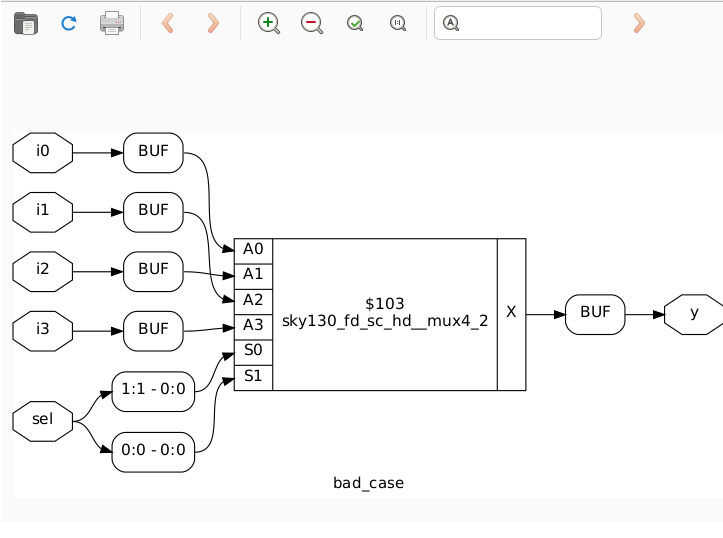 i0
BUF
i1
BUF
i2
BUF
i3
BUF
sel
1:1 - 0:0
0:0 - 0:0
A0
A1
A2
A3
S0
S1
$103
sky130_fd_sc_hd__mux4_2
X
BUF
y
bad_case